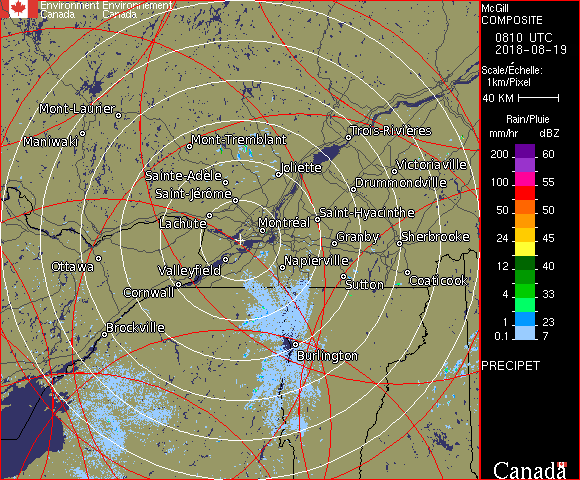 Environment Environnement
Canada Canada
McGill
COMPOSITE
0810 UTC
2018-08-19
Scale/Échelle:
1km/Pixel
40 KM
Rain/Pluie
mm/hr dBZ
200 60
155 
100 55
50 50
24 45
12 40
4 33
1 23
0.1 7
PRECIPET
Canada
Mont-Laurier
Maniwaki
Mont-Tremblant
Trois-Rivières
Sainte-Adèle
Joliette
Victoriaville
Saint-Jérôme
Drummondville
Lachute
Montréal
Saint-Hyacinthe
Granby
Sherbrooke
Ottawa
Valleyfield
Napierville
Cornwall
Sutton
Coaticook
Brockville
Burlington